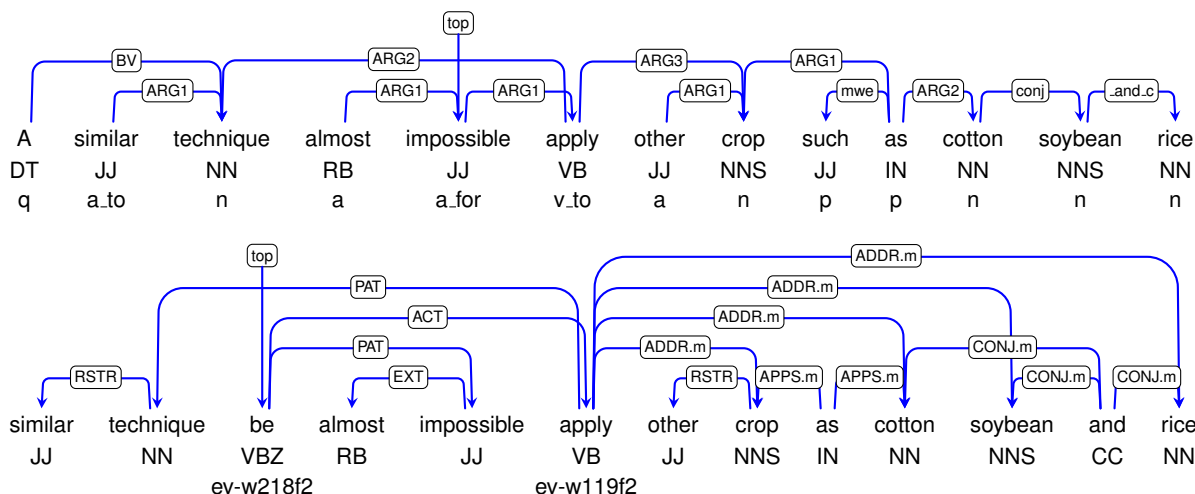 top
BV ARG2 ARG3 ARG1
ARG1 ARG1 ARG1 ARG1 mwe ARG2 conj _and_c
A similar technique almost impossible apply other crop such as cotton soybean rice
DT JJ NN RB JJ VB JJ NNS JJ IN NN NNS NN
q a_to n a a_for v_to a n p p n n n
top ADDR.m
PAT ADDR.m
ACT ADDR.m
PAT ADDR.m CONJ.m
RSTR EXT RSTR APPS.m APPS.m CONJ.m CONJ.m
similar technique be almost impossible apply other crop as cotton soybean and rice
JJ NN VBZ RB JJ VB JJ NNS IN NN NNS CC NN
ev-w218f2 ev-w119f2